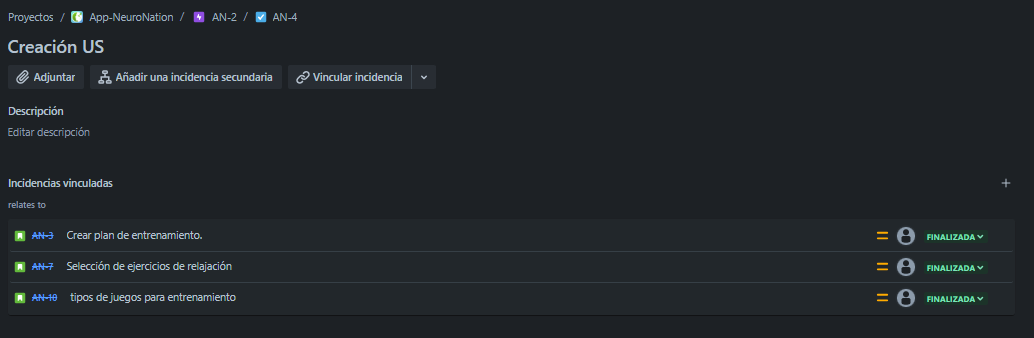 Proyectos / App-NeuroNation / AN-2 / AN-4
Creación US
Adjuntar Añadir una incidencia secundaria Vincular incidencia
Descripción
Editar descripción
Incidencias vinculadas
relates to
AN-3 Crear plan de entrenamiento. FINALIZADA
AN-7 Selección de ejercicios de relajación FINALIZADA
AN-10 tipos de juegos para entrenamiento FINALIZADA